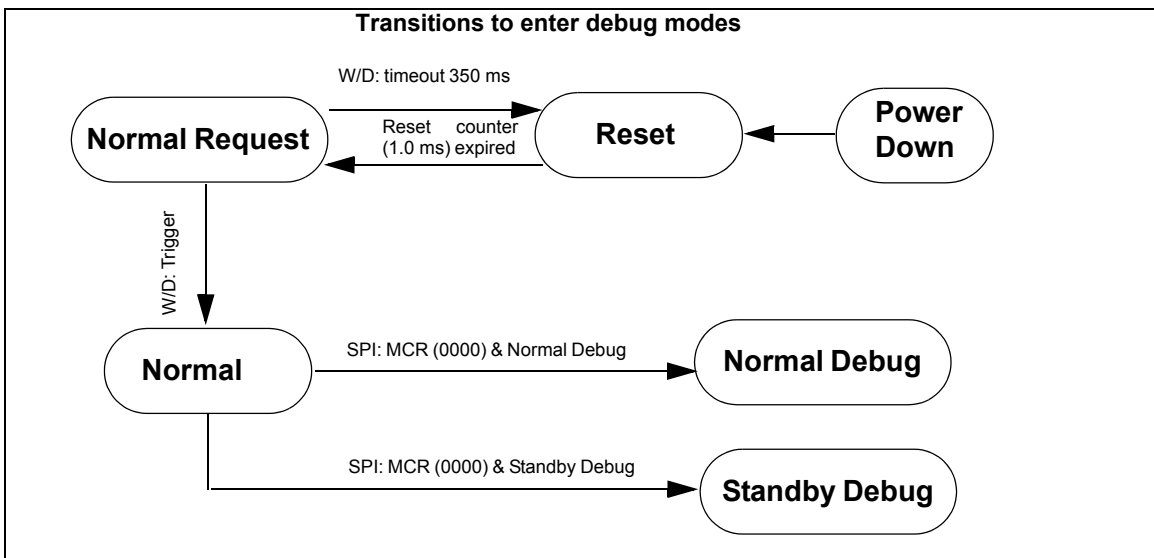 Transitions to enter debug modes
W/D: timeout 350 ms
Normal Request
Reset counter
(1.0 ms) expired
Reset
Power
Down
W/D: Trigger
Normal
SPI: MCR (0000) & Normal Debug
Normal Debug
SPI: MCR (0000) & Standby Debug
Standby Debug